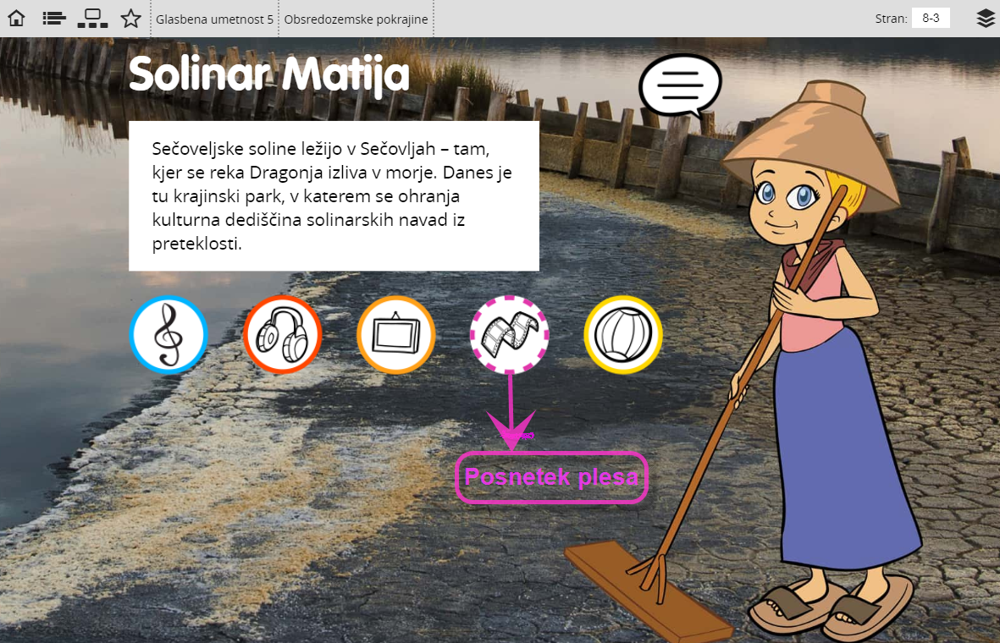 Glasbena umetnost 5
Obsredozemske pokrajine
Stran:
8-3
Solinar Matija
Sečoveljske soline ležijo v Sečovljah – tam,
kjer se reka Dragonja izliva v morje. Danes je
tu krajinski park, v katerem se ohranja
kulturna dediščina solinarskih navad iz
preteklosti.
Posnetek plesa